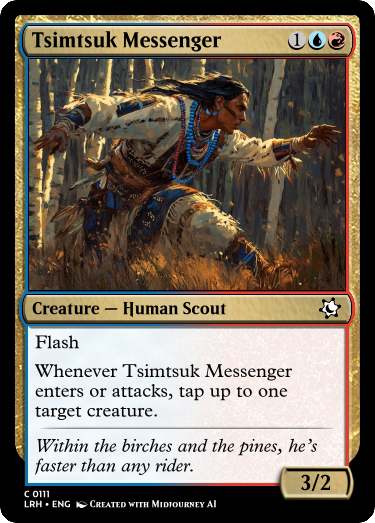 Tsimtsuk Messenger 1
Creature — Human Scout
Flash
Whenever Tsimtsuk Messenger
enters or attacks, tap up to one
target creature.
Within the birches and the pines, he's
faster than any rider.
3/2
C 0111
LRH • ENG Created with Midjourney AI